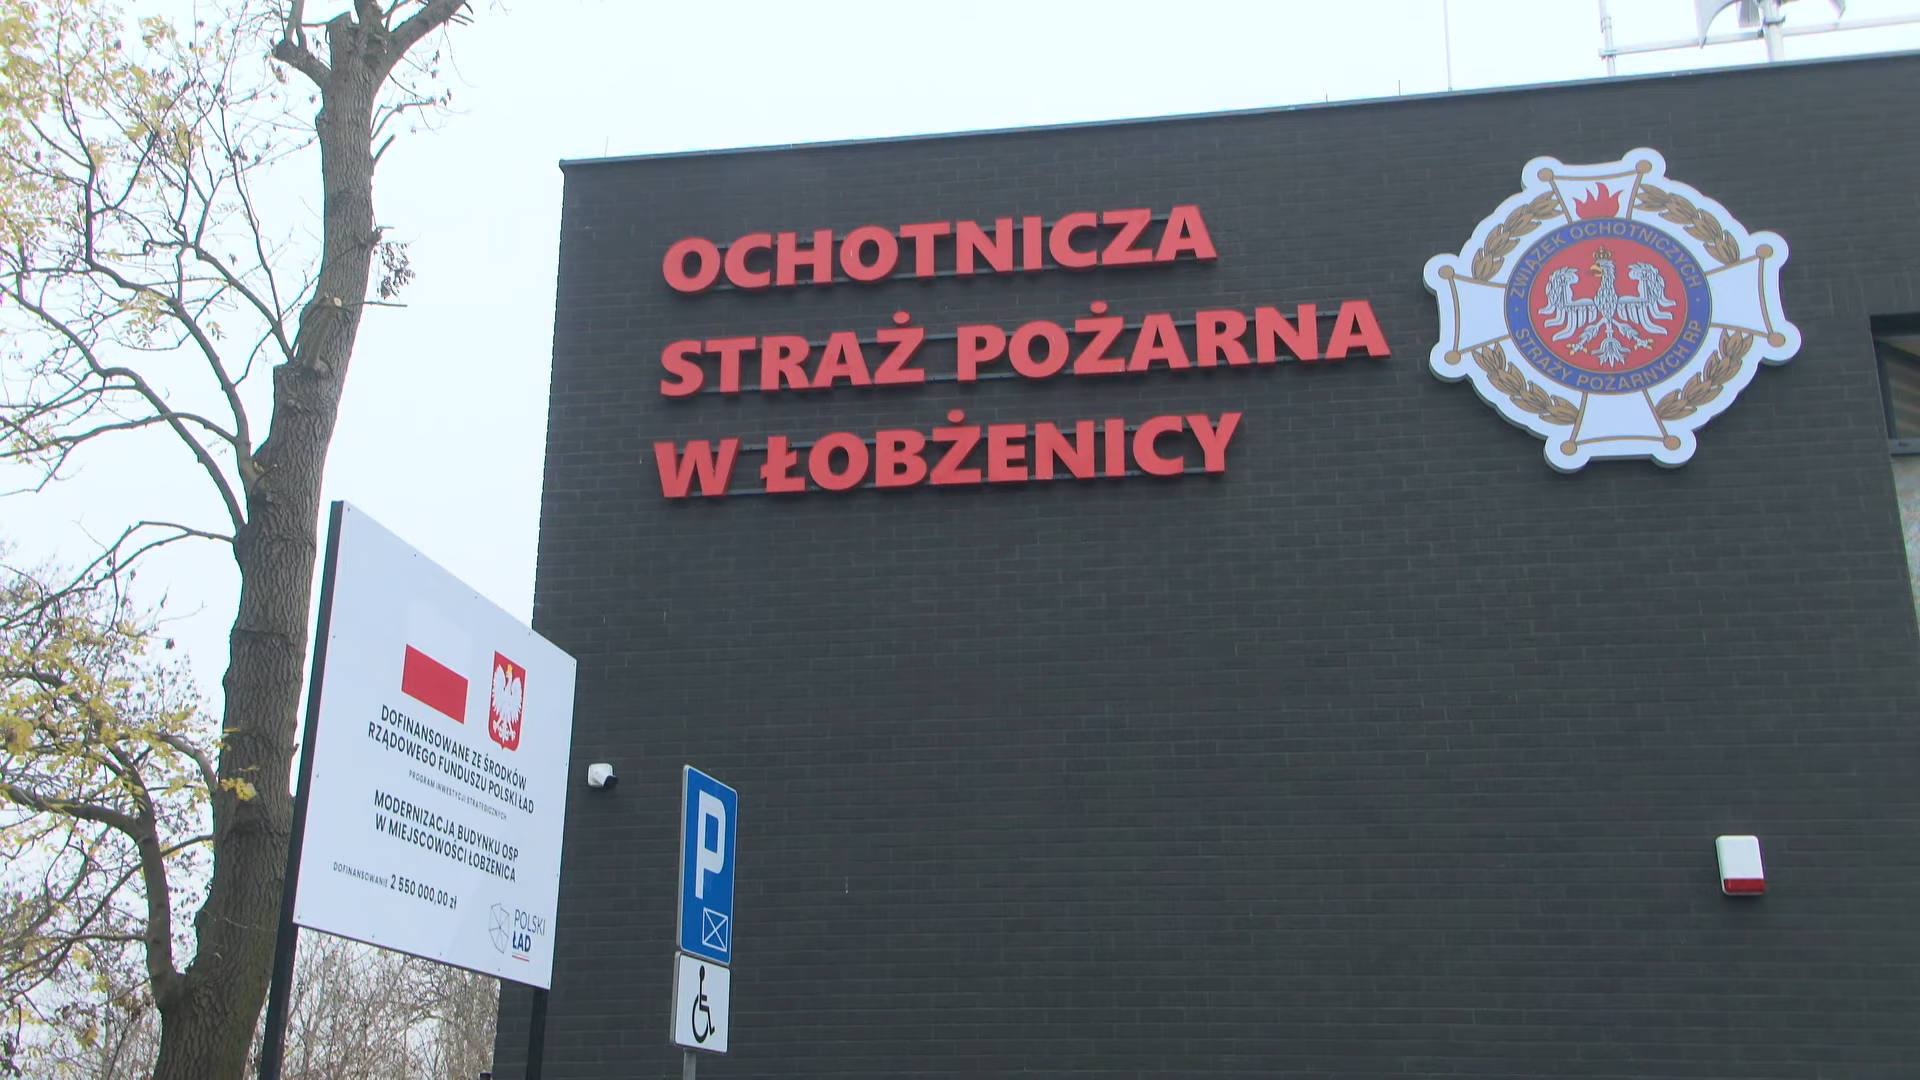 OCHOTNICZA
STRAŻ POŻARNA
W ŁOBŻENICY
ZWIĄZEK OCHOTNICZYCH
STRAŻY POŻARNYCH RP
DOFINANSOWANE ZE ŚRODKÓW
RZĄDOWEGO FUNDUSZU POLSKI ŁAD
PROGRAM INWESTYCJI STRATEGICZNYCH
MODERNIZACJA BUDYNKU OSP
W MIEJSCOWOŚCI ŁOBŻENICA
DOFINANSOWANIE 2 550 000,00 zł
POLSKI
ŁAD
P